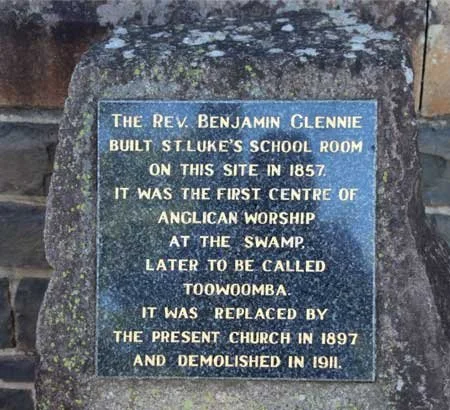 THE REV. BENJAMIN GLENNIE
BUILT ST.LUKE'S SCHOOL ROOM
ON THIS SITE IN 1857.
IT WAS THE FIRST CENTRE OF
ANGLICAN WORSHIP
AT THE SWAMP,
LATER TO BE CALLED
TOOWOOMBA.
IT WAS REPLACED BY
THE PRESENT CHURCH IN 1897
AND DEMOLISHED IN 1911.